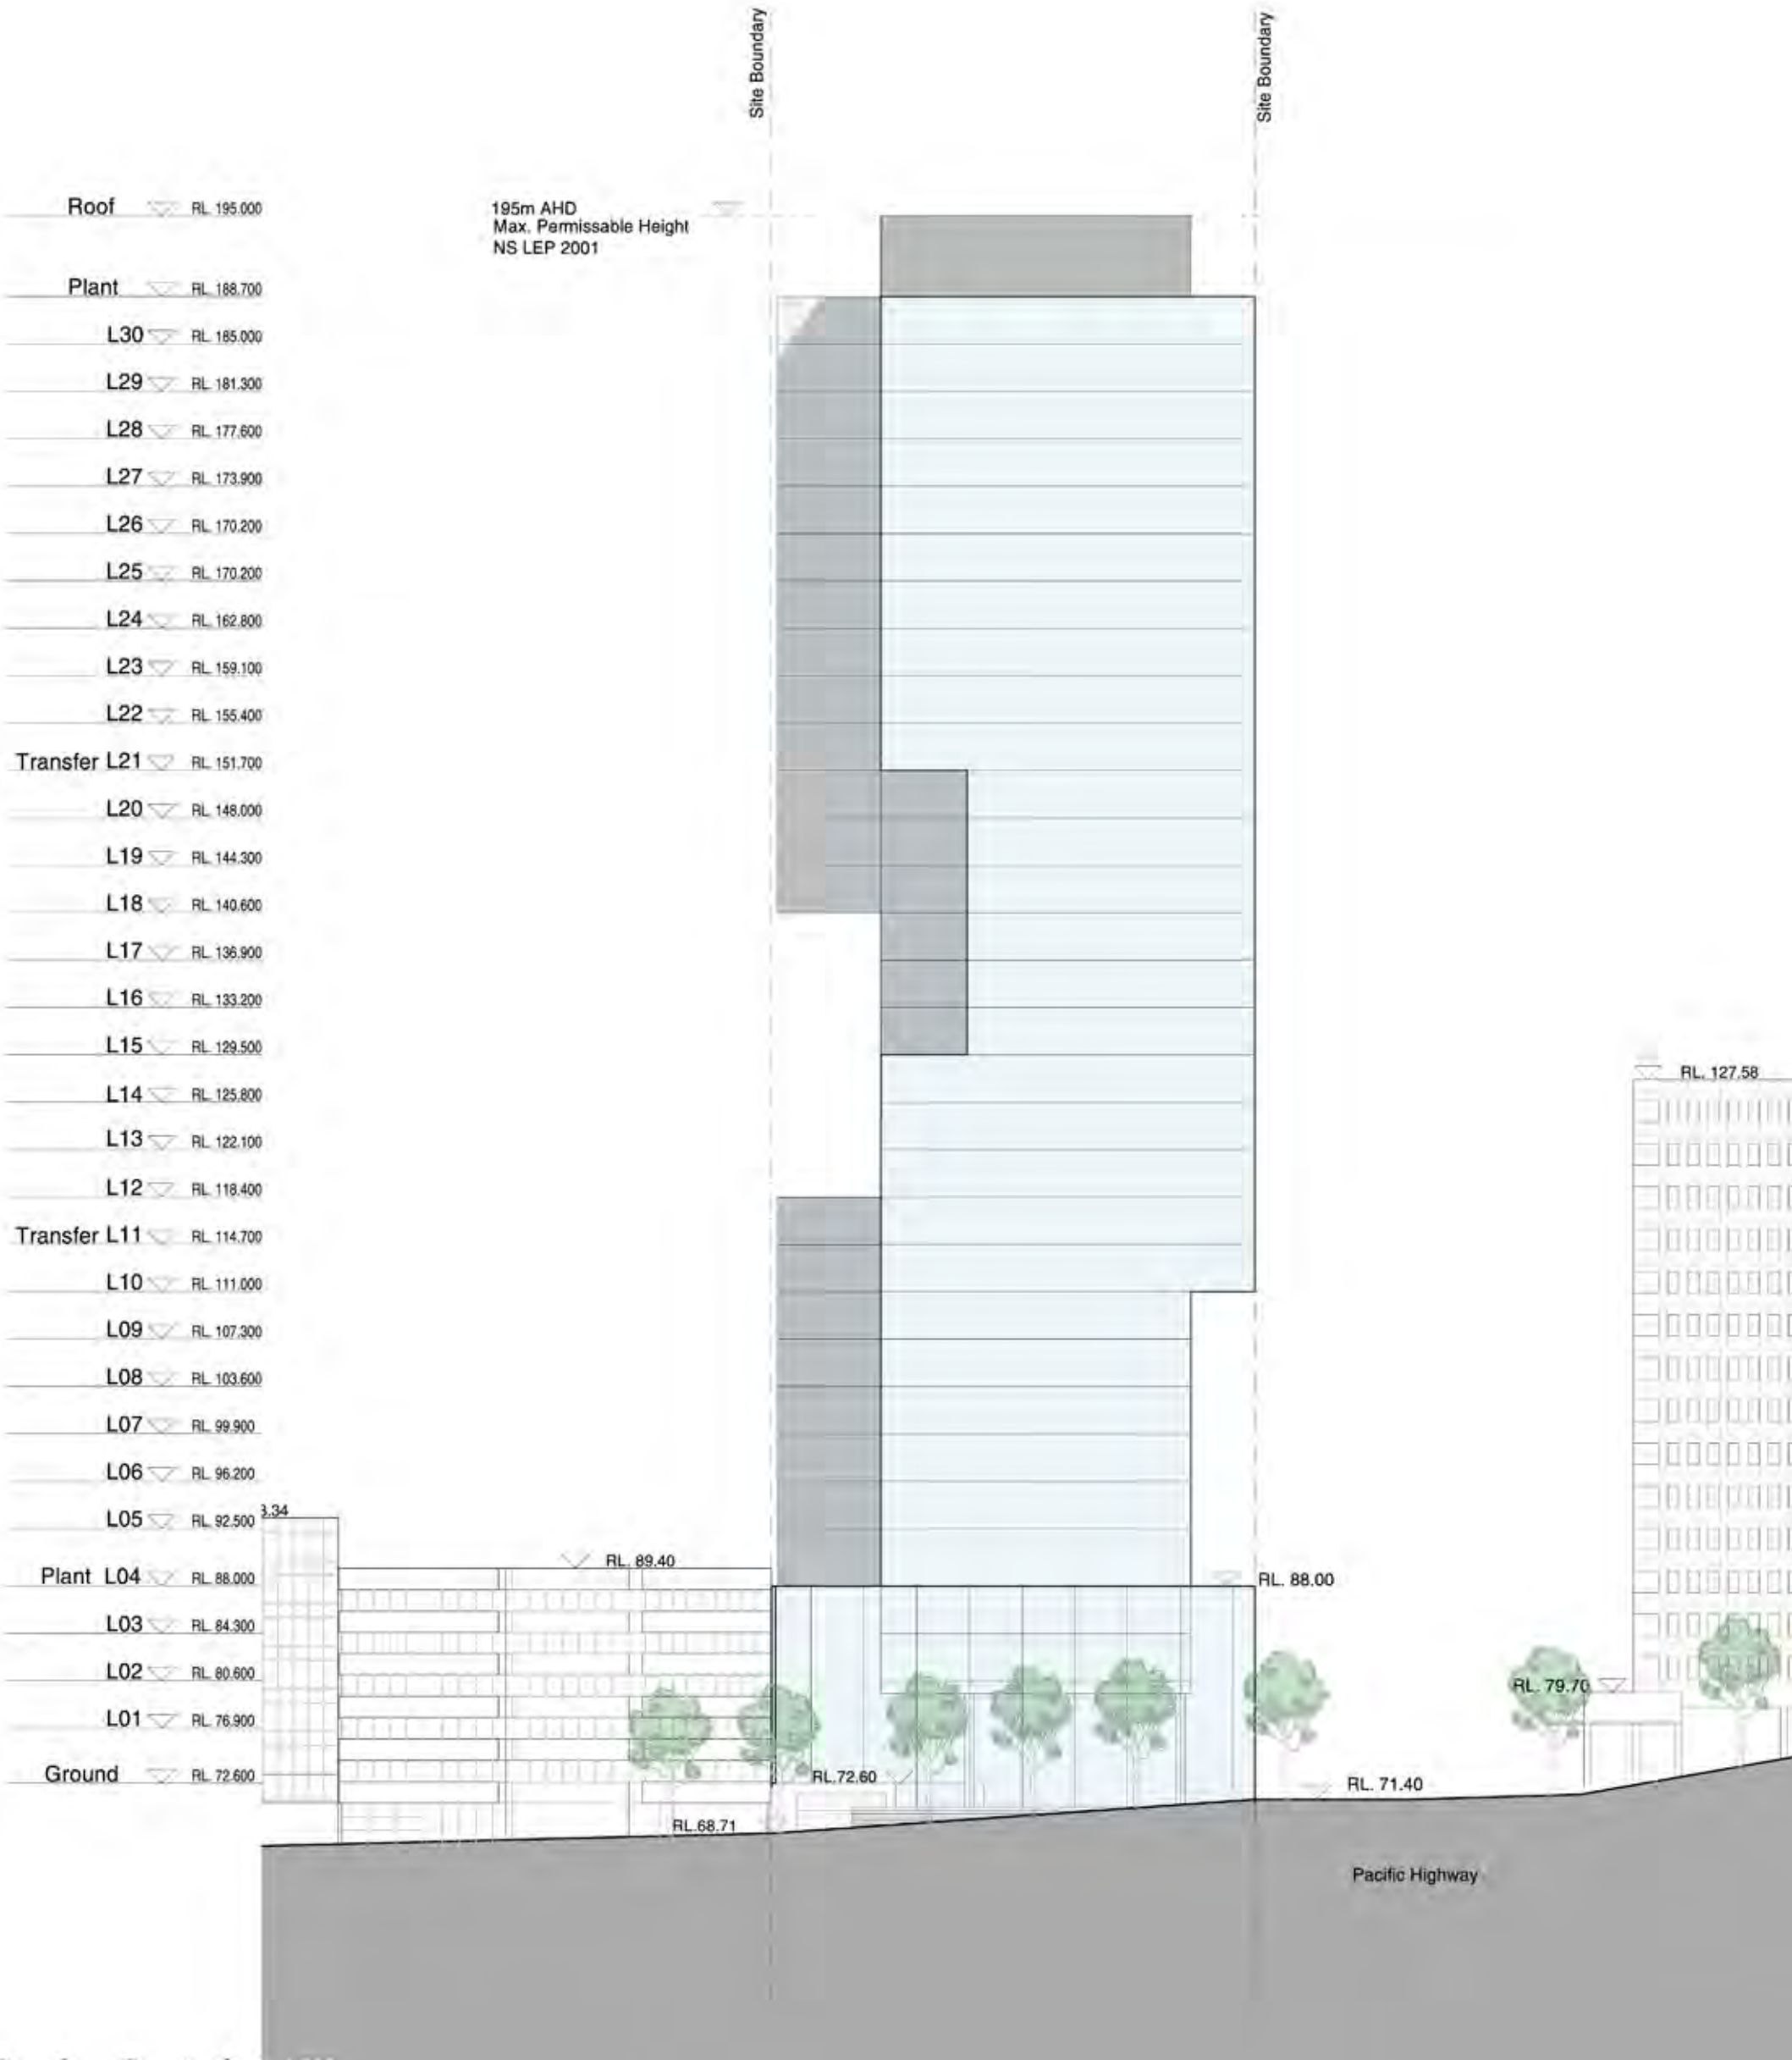 Site Boundary
Site Boundary
Roof RL. 195.000
195m AHD
Max. Permissable Height
NS LEP 2001
Plant RL. 188.700
L30 RL. 185.000
L29 RL. 181.300
L28 RL. 177.600
L27 RL. 173.900
L26 RL. 170.200
L25 RL. 170.200
L24 RL. 162.800
L23 RL. 159.100
L22 RL. 155.400
Transfer L21 RL. 151.700
L20 RL. 148.000
L19 RL. 144.300
L18 RL. 140.600
L17 RL. 136.900
L16 RL. 133.200
L15 RL. 129.500
RL. 127.58
L14 RL. 125.800
L13 RL. 122.100
L12 RL. 118.400
Transfer L11 RL. 114.700
L10 RL. 111.000
L09 RL. 107.300
L08 RL. 103.600
L07 RL. 99.900
L06 RL. 96.200
L05 RL. 92.500
3.34
RL. 89.40
Plant L04 RL. 88.000
RL. 88.00
L03 RL. 84.300
L02 RL. 80.600
RL. 79.70
L01 RL. 76.900
Ground RL. 72.600
RL.72.60
RL. 71.40
RL.68.71
Pacific Highway